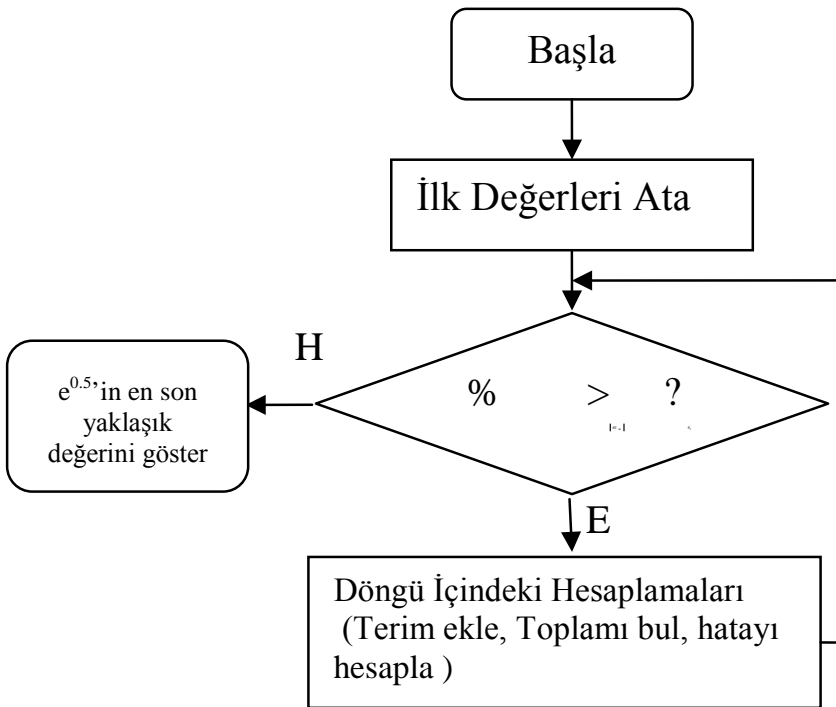 Başla
İlk Değerleri Ata
H
% > ?
e0.5’in en son
yaklaşık
değerini göster
E
Döngü İçindeki Hesaplamaları
(Terim ekle, Toplamı bul, hatayı
hesapla )